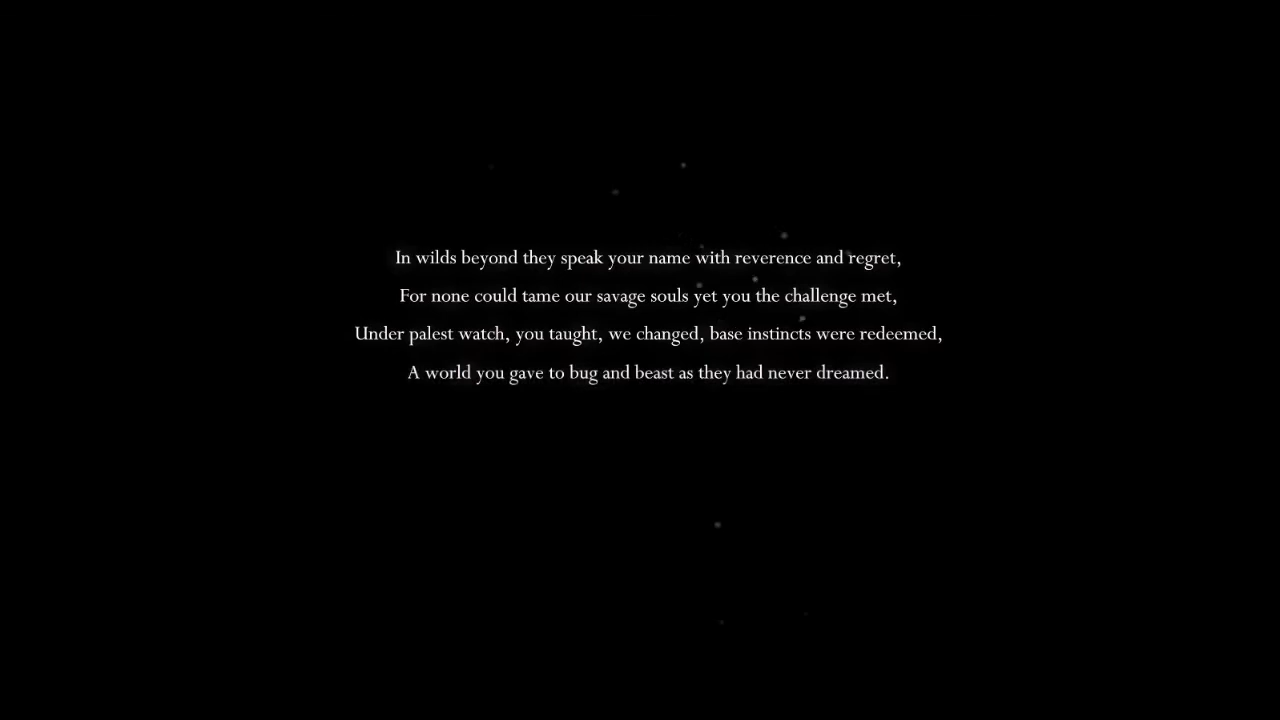 In wilds beyond they speak your name with reverence and regret,
For none could tame our savage souls yet you the challenge met,
Under palest watch, you taught, we changed, base instincts were redeemed,
A world you gave to bug and beast as they had never dreamed.